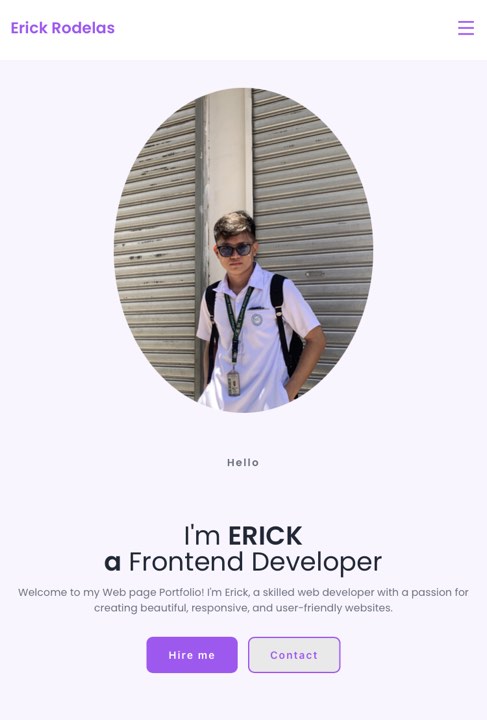 Erick Rodelas
Hello
I'm ERICK
a Frontend Developer
Welcome to my Web page Portfolio! I'm Erick, a skilled web developer with a passion for
creating beautiful, responsive, and user-friendly websites.
Hire me
Contact